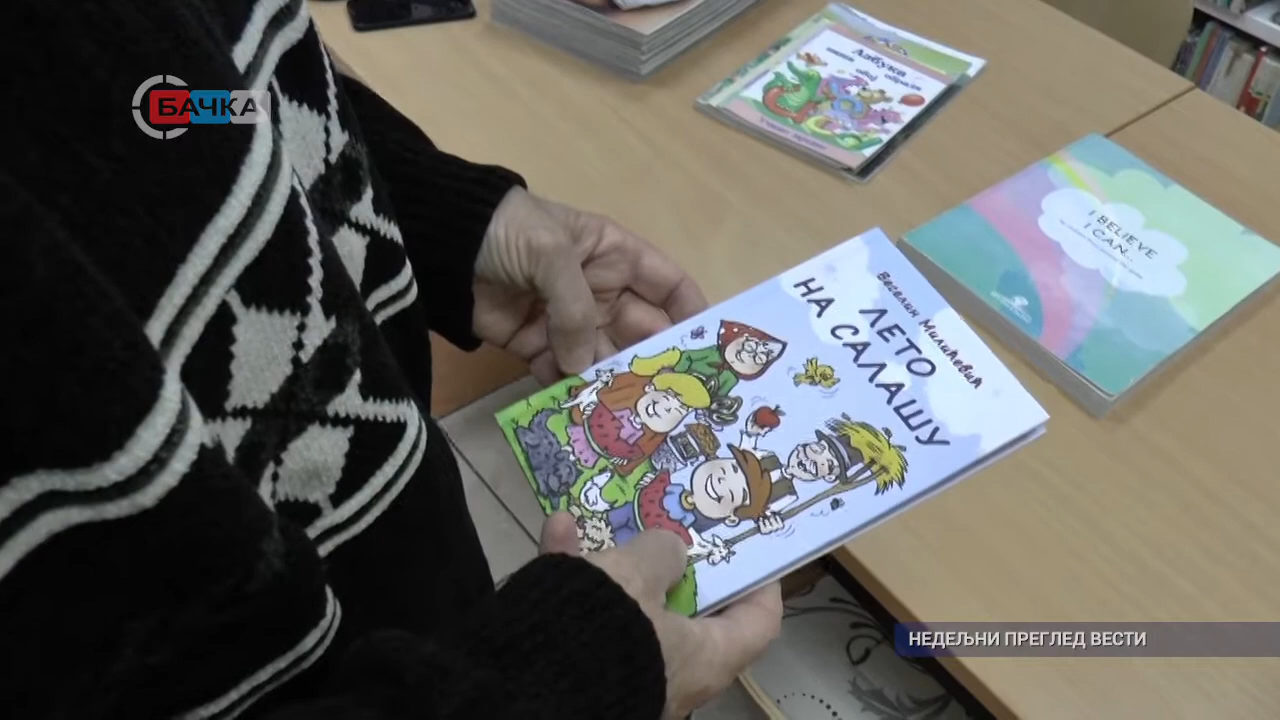 БАЧКА
Азбука
Веселин Милићевић
ЛЕТО
НА САЛАШУ
I BELIEVE
I CAN...
НЕДЕЉНИ ПРЕГЛЕД ВЕСТИ